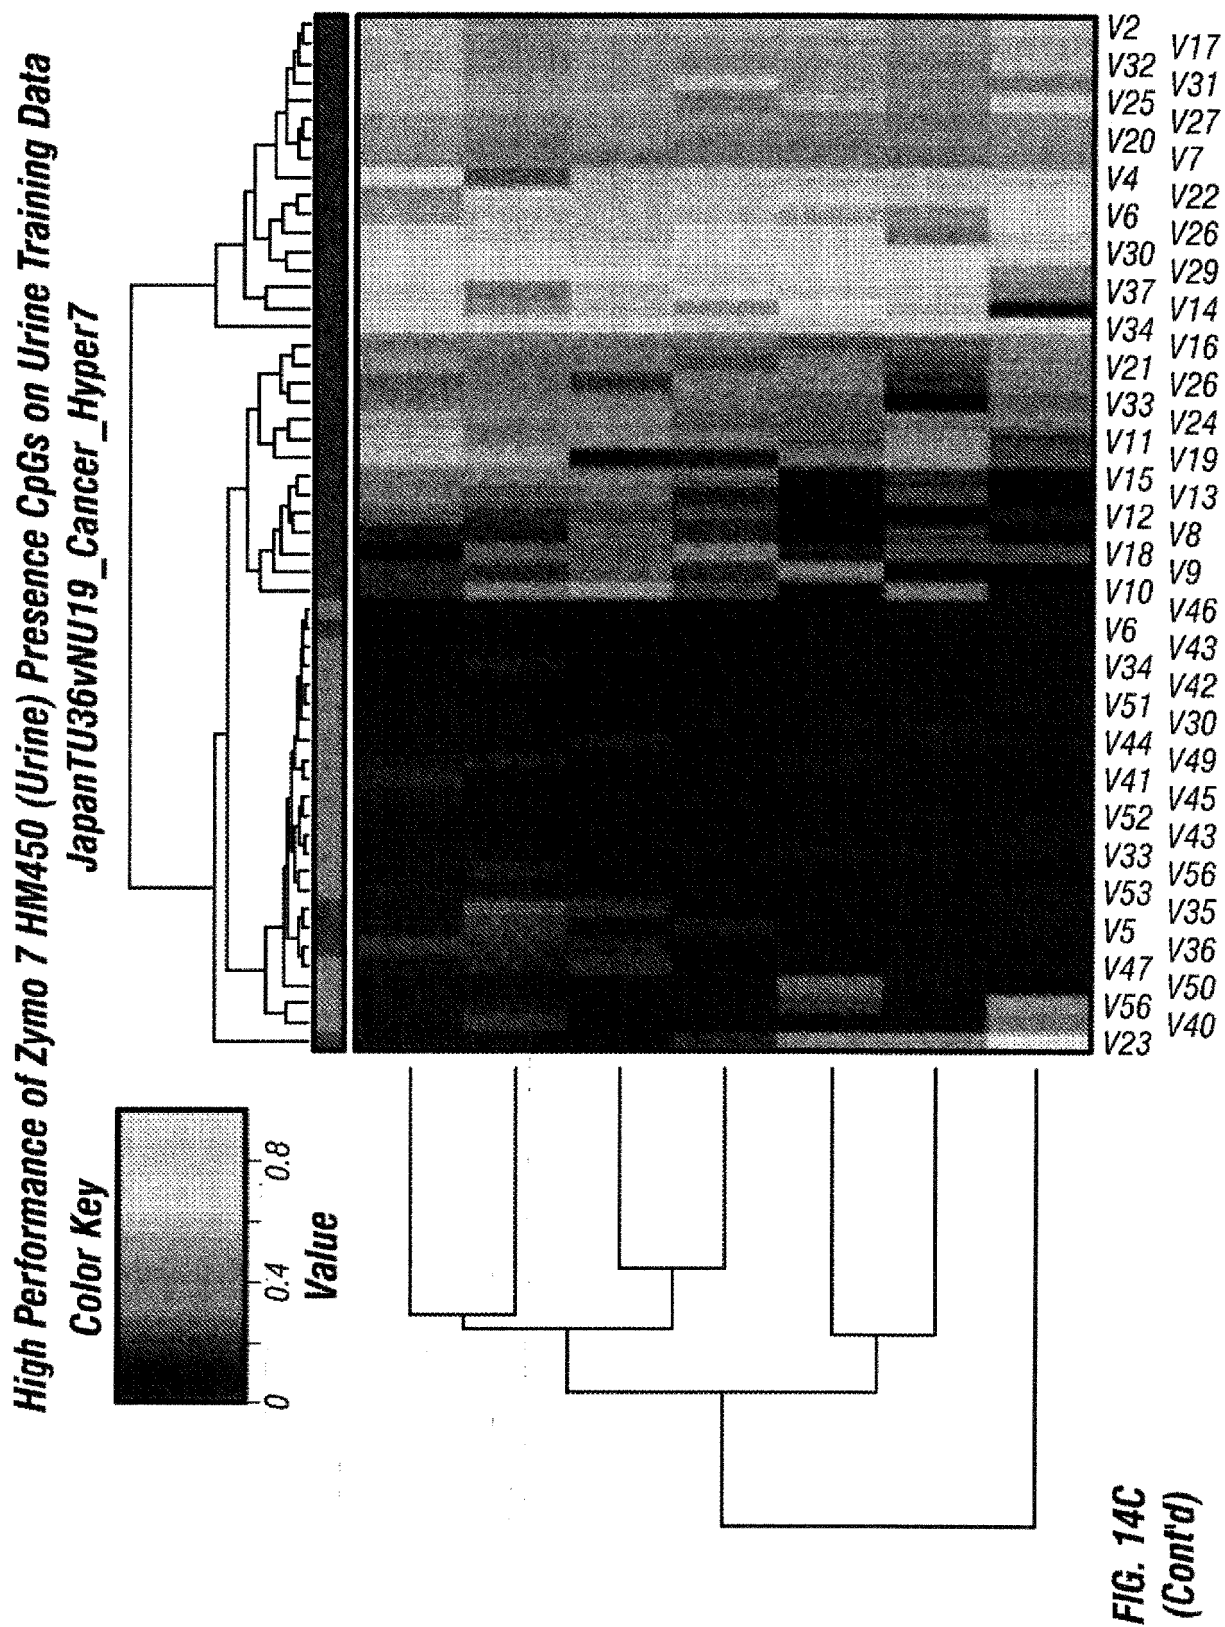 High Performance of Zymo 7 HM450 (Urine) Presence CpGs on Urine Training Data
JapanTU36vNU19_Cancer_Hyper7
Color Key
0 0.4 0.8
Value
V2
V17
V32
V31
V25
V27
V20
V7
V4
V22
V6
V26
V30
V29
V37
V14
V34
V16
V21
V26
V33
V24
V11
V19
V15
V13
V12
V8
V18
V9
V10
V46
V6
V43
V34
V42
V51
V30
V44
V49
V41
V45
V52
V43
V33
V56
V53
V35
V5
V36
V47
V50
V56
V40
V23
FIG. 14C
(Cont'd)